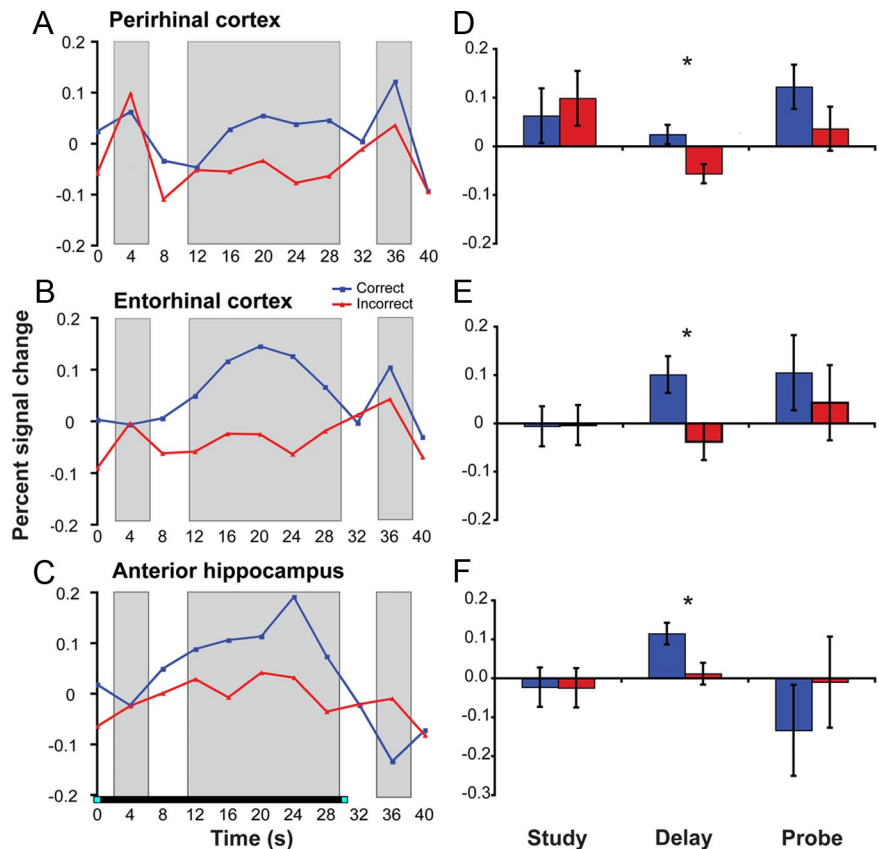 A
Perirhinal cortex
0.2
0.1
0
-0.1
-0.2
0 4 8 12 16 20 24 28 32 36 40
D
0.2
*
0.1
0
-0.1
-0.2
B
Entorhinal cortex
Correct
Incorrect
0.2
0.1
0
-0.1
-0.2
0 4 8 12 16 20 24 28 32 36 40
Percent signal change
E
0.2
*
0.1
0
-0.1
-0.2
C
Anterior hippocampus
0.2
0.1
0
-0.1
-0.2
0 4 8 12 16 20 24 28 32 36 40
Time (s)
F
0.2
*
0.1
0.0
-0.1
-0.2
-0.3
Study Delay Probe